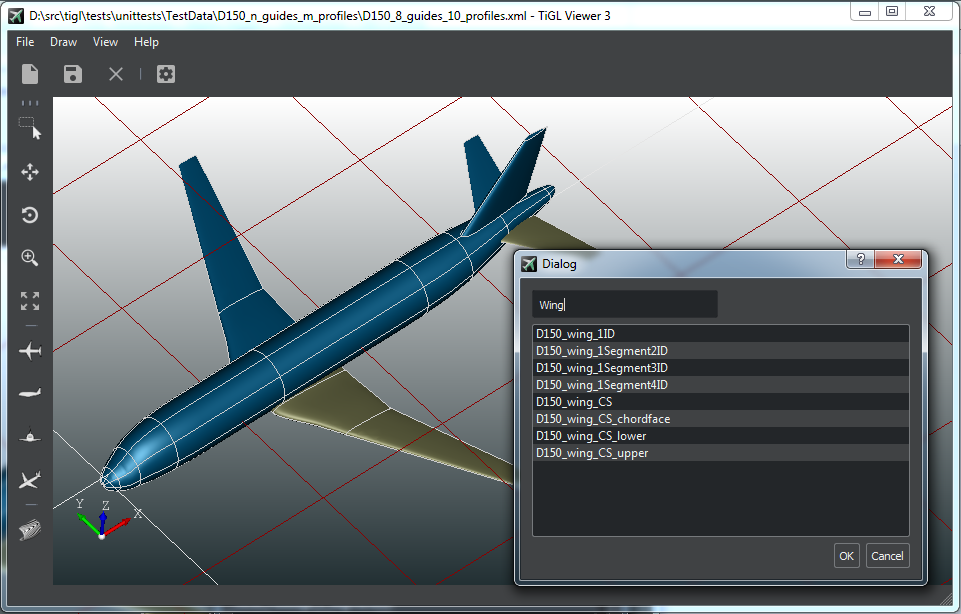 D:\src\tigl\tests\unittests\TestData\D150_n_guides_m_profiles\D150_8_guides_10_profiles.xml - TiGL Viewer 3
File Draw View Help
Dialog
?
Wing
D150_wing_1ID
D150_wing_1Segment2ID
D150_wing_1Segment3ID
D150_wing_1Segment4ID
D150_wing_CS
D150_wing_CS_chordface
D150_wing_CS_lower
D150_wing_CS_upper
Y Z X
OK Cancel